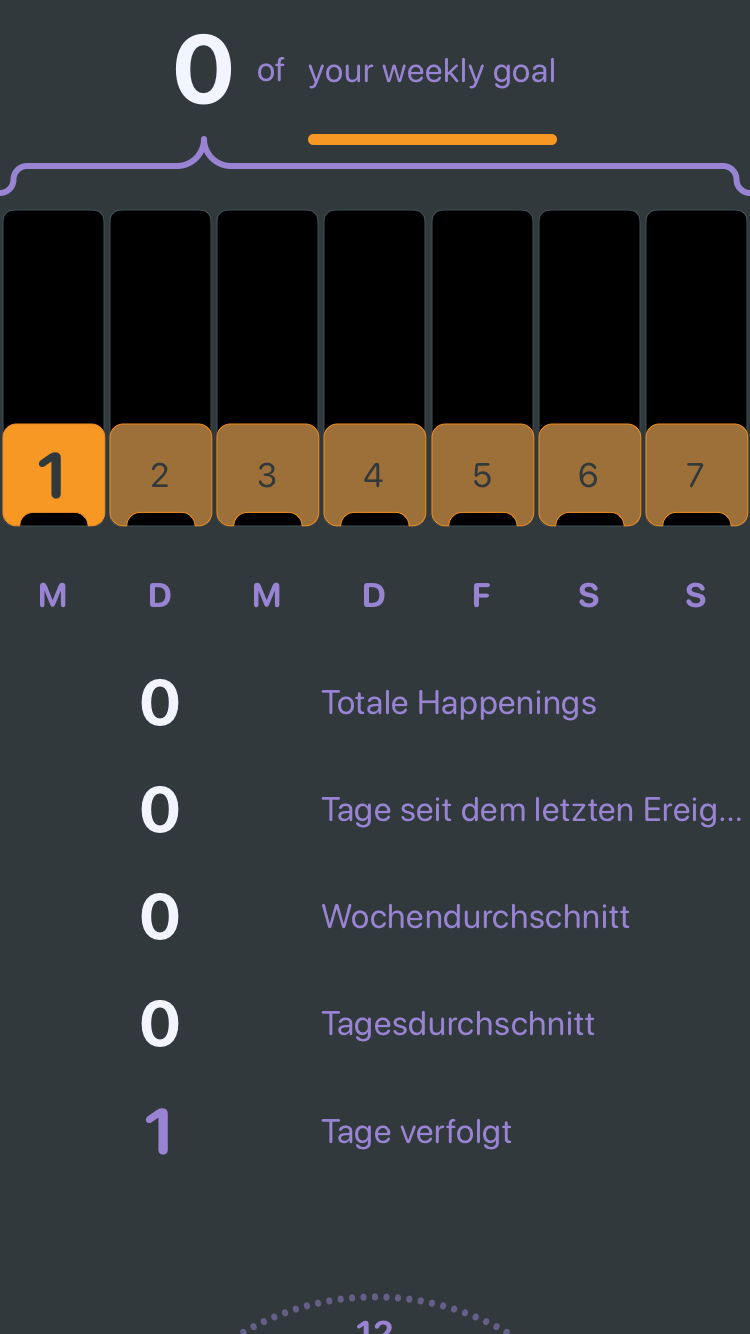 0 of your weekly goal
1 2 3 4 5 6 7
M D M D F S S
0 Totale Happenings
0 Tage seit dem letzten Ereig...
0 Wochendurchschnitt
0 Tagesdurchschnitt
1 Tage verfolgt
12